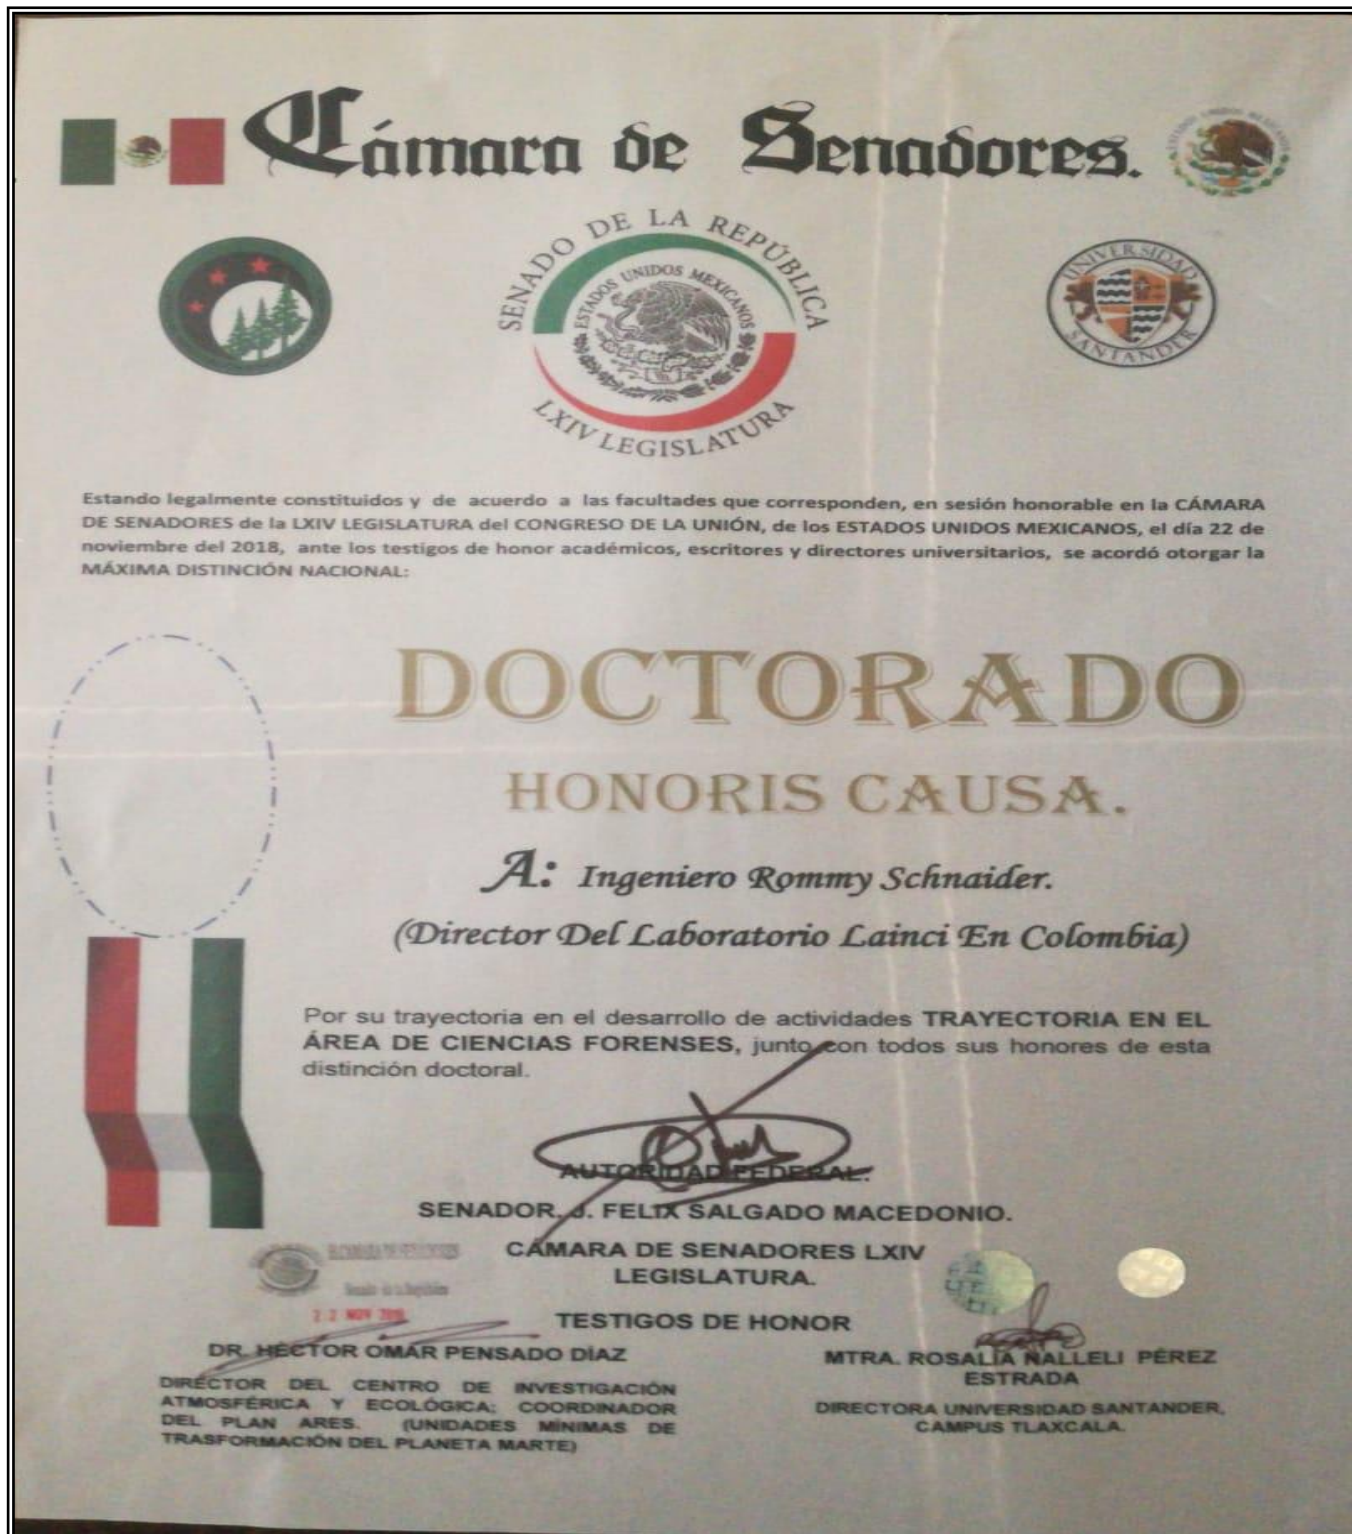 Cámara de Senadores.
SENADO DE LA REPÚBLICA
ESTADOS UNIDOS MEXICANOS
LXIV LEGISLATURA
UNIVERSIDAD
SANTANDER
Estando legalmente constituidos y de acuerdo a las facultades que corresponden, en sesión honorable en la CÁMARA
DE SENADORES de la LXIV LEGISLATURA del CONGRESO DE LA UNIÓN, de los ESTADOS UNIDOS MEXICANOS, el día 22 de
noviembre del 2018, ante los testigos de honor académicos, escritores y directores universitarios, se acordó otorgar la
MÁXIMA DISTINCIÓN NACIONAL:
DOCTORADO
HONORIS CAUSA.
A: Ingeniero Rommy Schnaider.
(Director Del Laboratorio Lainci En Colombia)
Por su trayectoria en el desarrollo de actividades TRAYECTORIA EN EL
ÁREA DE CIENCIAS FORENSES, junto con todos sus honores de esta
distinción doctoral.
AUTORIDAD FEDERAL.
SENADOR. J. FELIX SALGADO MACEDONIO.
CÁMARA DE SENADORES LXIV
LEGISLATURA.
22 NOV
TESTIGOS DE HONOR
DR. HÉCTOR OMAR PENSADO DÍAZ
DIRECTOR DEL CENTRO DE INVESTIGACIÓN
ATMOSFÉRICA Y ECOLÓGICA; COORDINADOR
DEL PLAN ARES. (UNIDADES MÍNIMAS DE
TRASFORMACIÓN DEL PLANETA MARTE)
MTRA. ROSALÍA NALLELI PÉREZ
ESTRADA
DIRECTORA UNIVERSIDAD SANTANDER,
CAMPUS TLAXCALA.